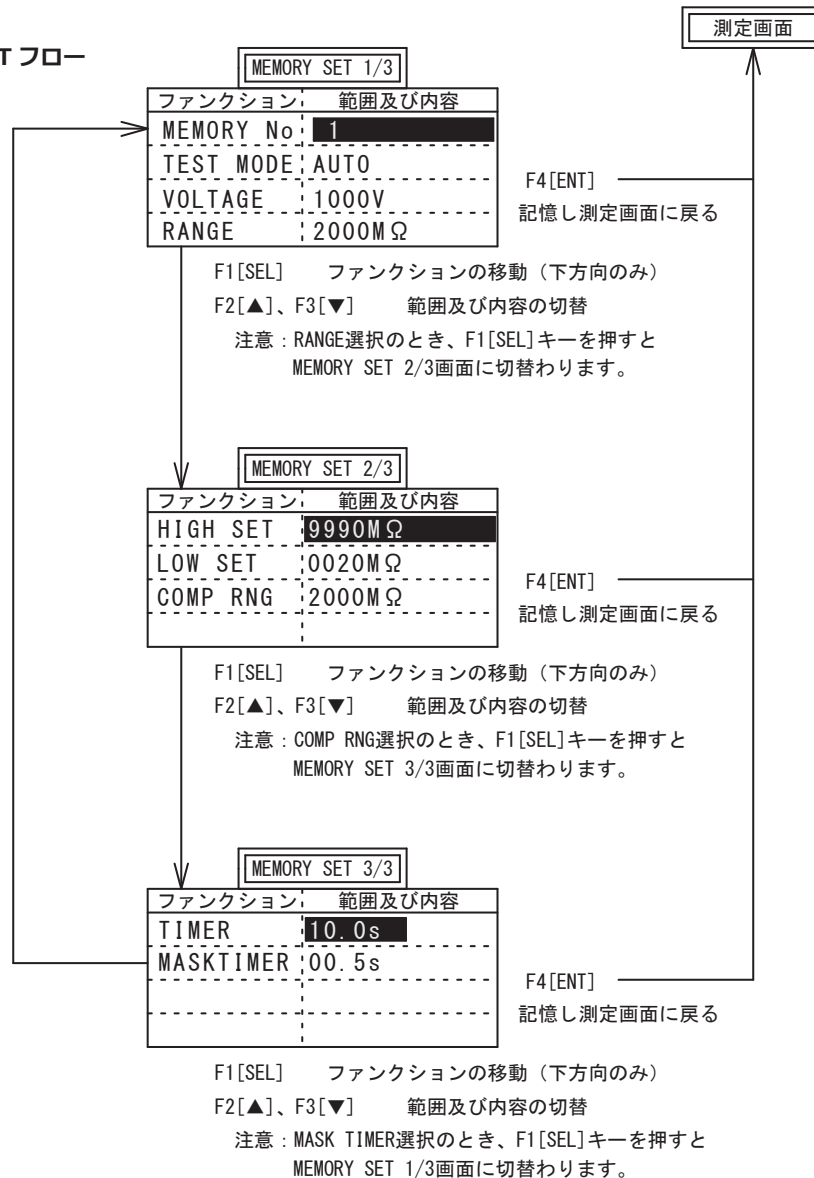 測定画面
T フロー
MEMORY SET 1/3
ファンクション 範囲及び内容
MEMORY No 1
TEST MODE AUTO
VOLTAGE 1000V
RANGE 2000MΩ
F4[ENT]
記憶し測定画面に戻る
F1[SEL] ファンクションの移動（下方向のみ）
F2[▲]、F3[▼] 範囲及び内容の切替
注意：RANGE選択のとき、F1[SEL]キーを押すと
MEMORY SET 2/3画面に切替わります。
MEMORY SET 2/3
ファンクション 範囲及び内容
HIGH SET 9990MΩ
LOW SET 0020MΩ
COMP RNG 2000MΩ
F4[ENT]
記憶し測定画面に戻る
F1[SEL] ファンクションの移動（下方向のみ）
F2[▲]、F3[▼] 範囲及び内容の切替
注意：COMP RNG選択のとき、F1[SEL]キーを押すと
MEMORY SET 3/3画面に切替わります。
MEMORY SET 3/3
ファンクション 範囲及び内容
TIMER 10.0s
MASKTIMER 00.5s
F4[ENT]
記憶し測定画面に戻る
F1[SEL] ファンクションの移動（下方向のみ）
F2[▲]、F3[▼] 範囲及び内容の切替
注意：MASK TIMER選択のとき、F1[SEL]キーを押すと
MEMORY SET 1/3画面に切替わります。